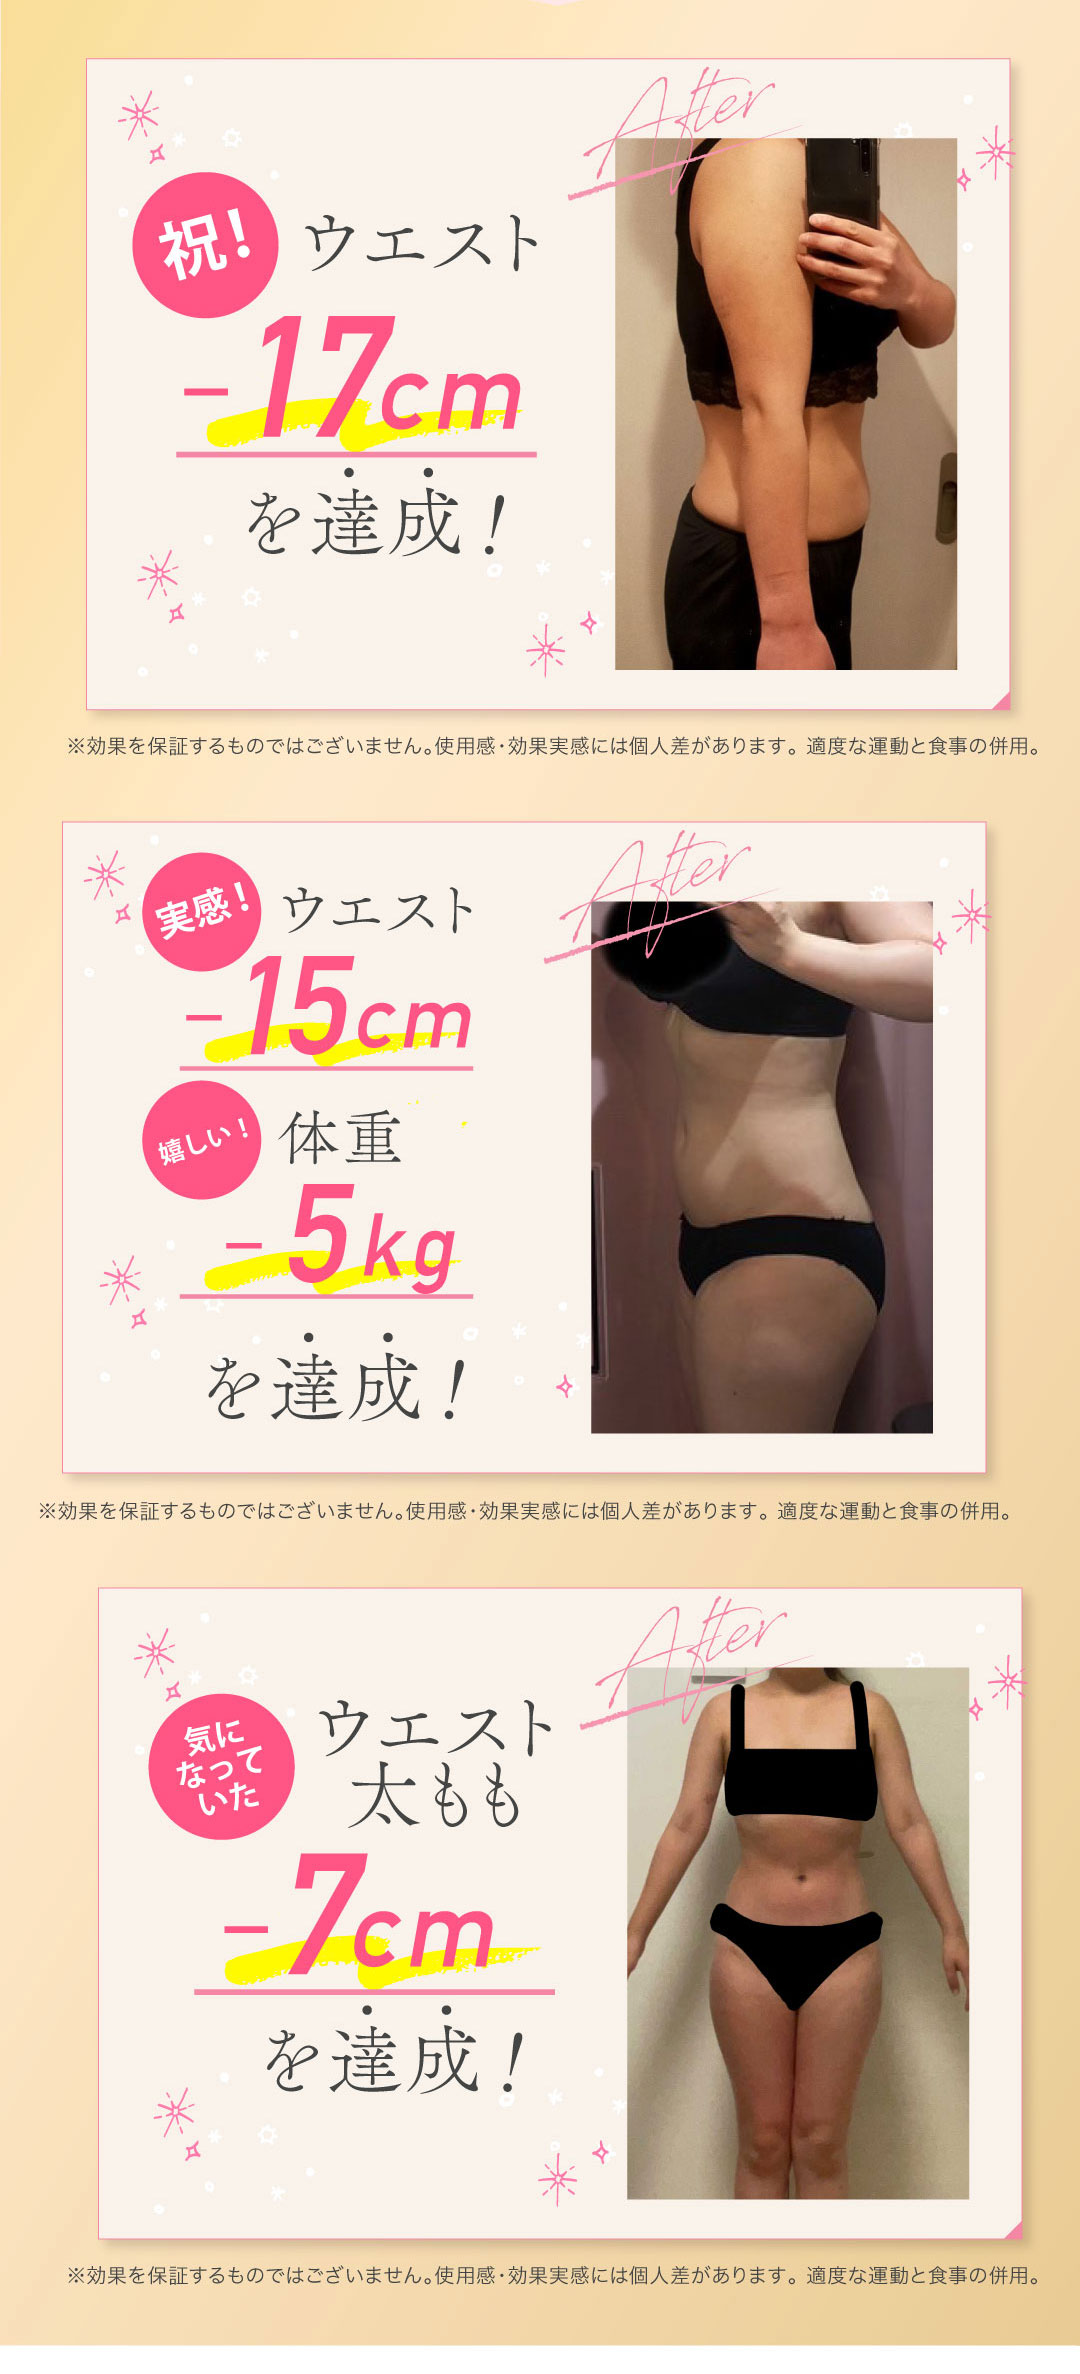 After
祝!
ウエスト
-17cm
を達成!
※効果を保証するものではございません。使用感・効果実感には個人差があります。適度な運動と食事の併用。
After
実感!
ウエスト
-15cm
嬉しい!
体重
-5kg
を達成!
※効果を保証するものではございません。使用感・効果実感には個人差があります。適度な運動と食事の併用。
After
気に
なって
いた
ウエスト
太もも
-7cm
を達成!
※効果を保証するものではございません。使用感・効果実感には個人差があります。適度な運動と食事の併用。